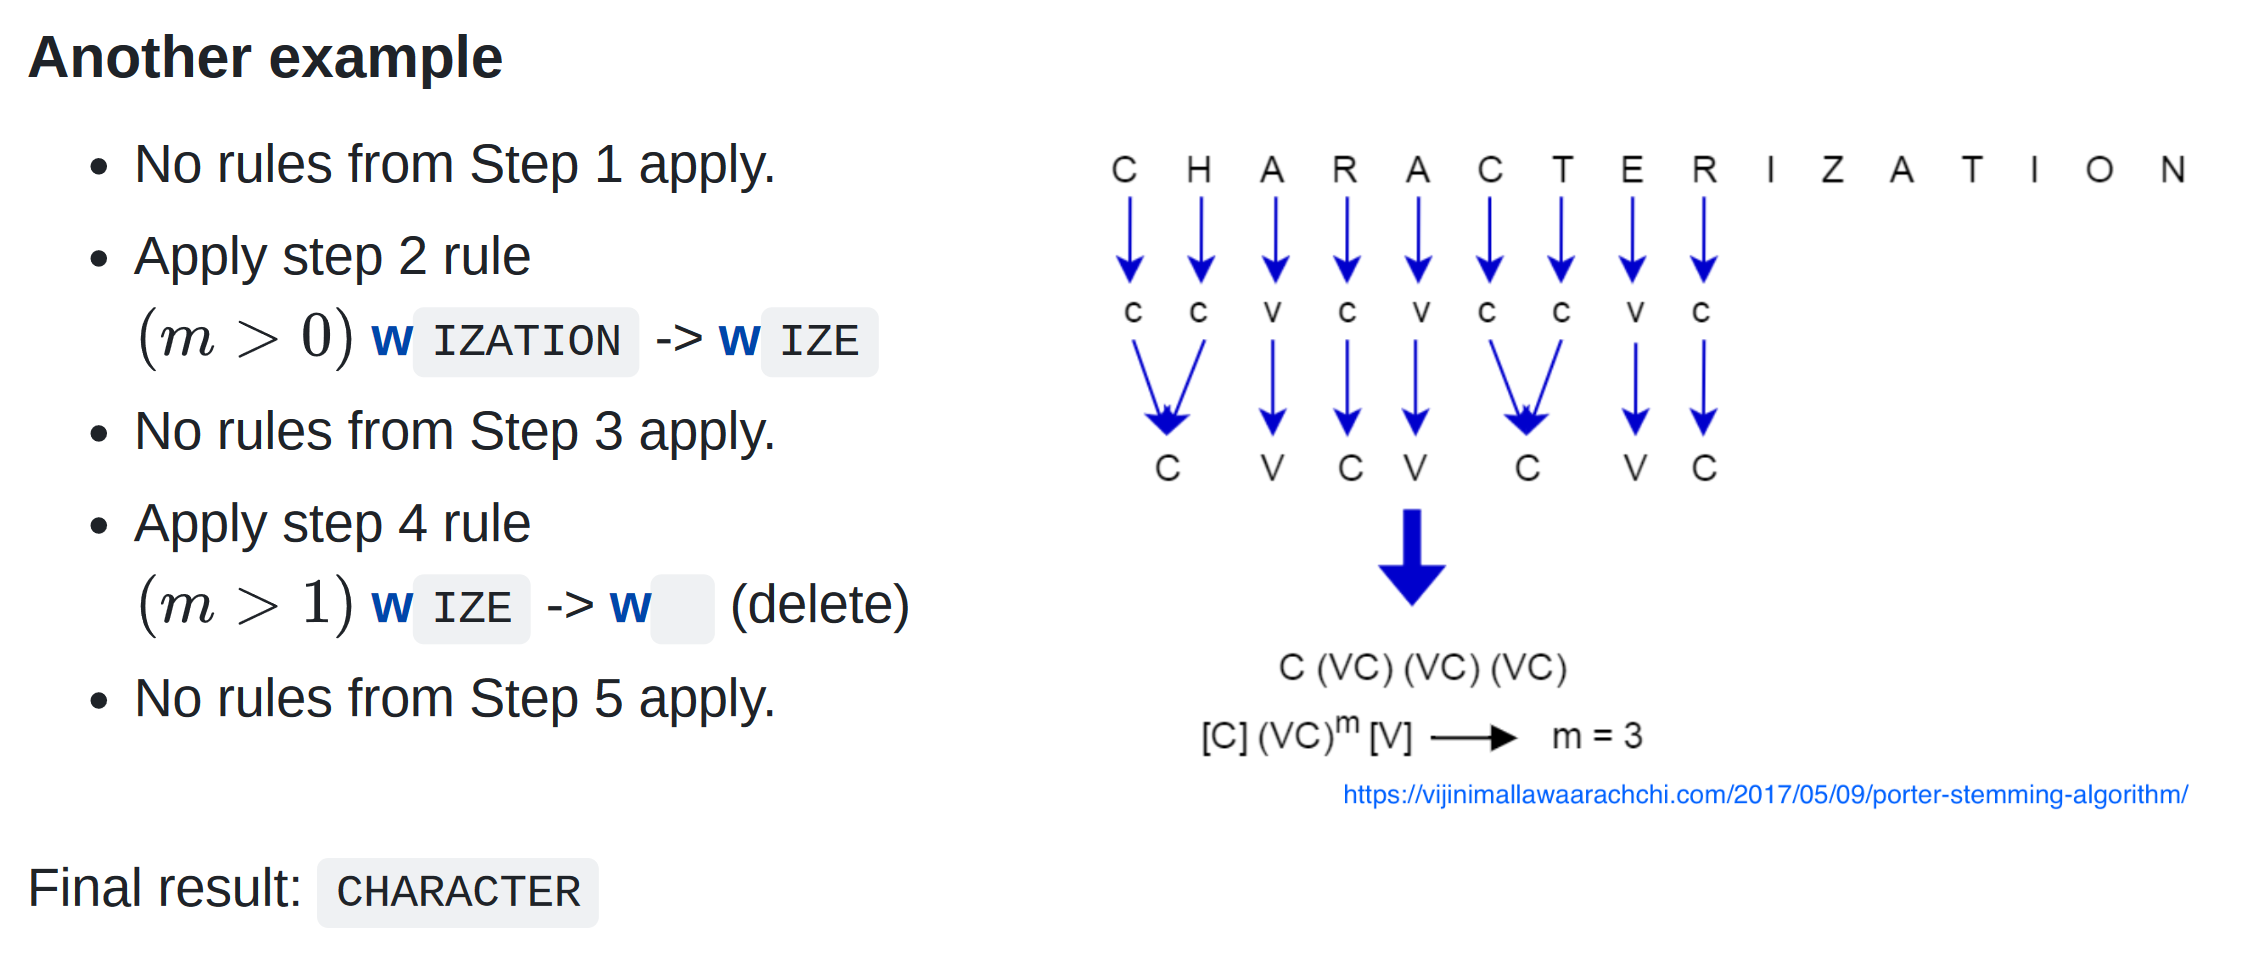 Another example
• No rules from Step 1 apply.
• Apply step 2 rule
(m > 0) w IZATION -> w IZE
• No rules from Step 3 apply.
• Apply step 4 rule
(m > 1) w IZE -> w (delete)
• No rules from Step 5 apply.
Final result: CHARACTER
C H A R A C T E R I Z A T I O N
c c v c v c c v c
C V C V C V C
C (VC) (VC) (VC)
[C] (VC)^m [V] → m = 3
https://vijinimallawaarachchi.com/2017/05/09/porter-stemming-algorithm/